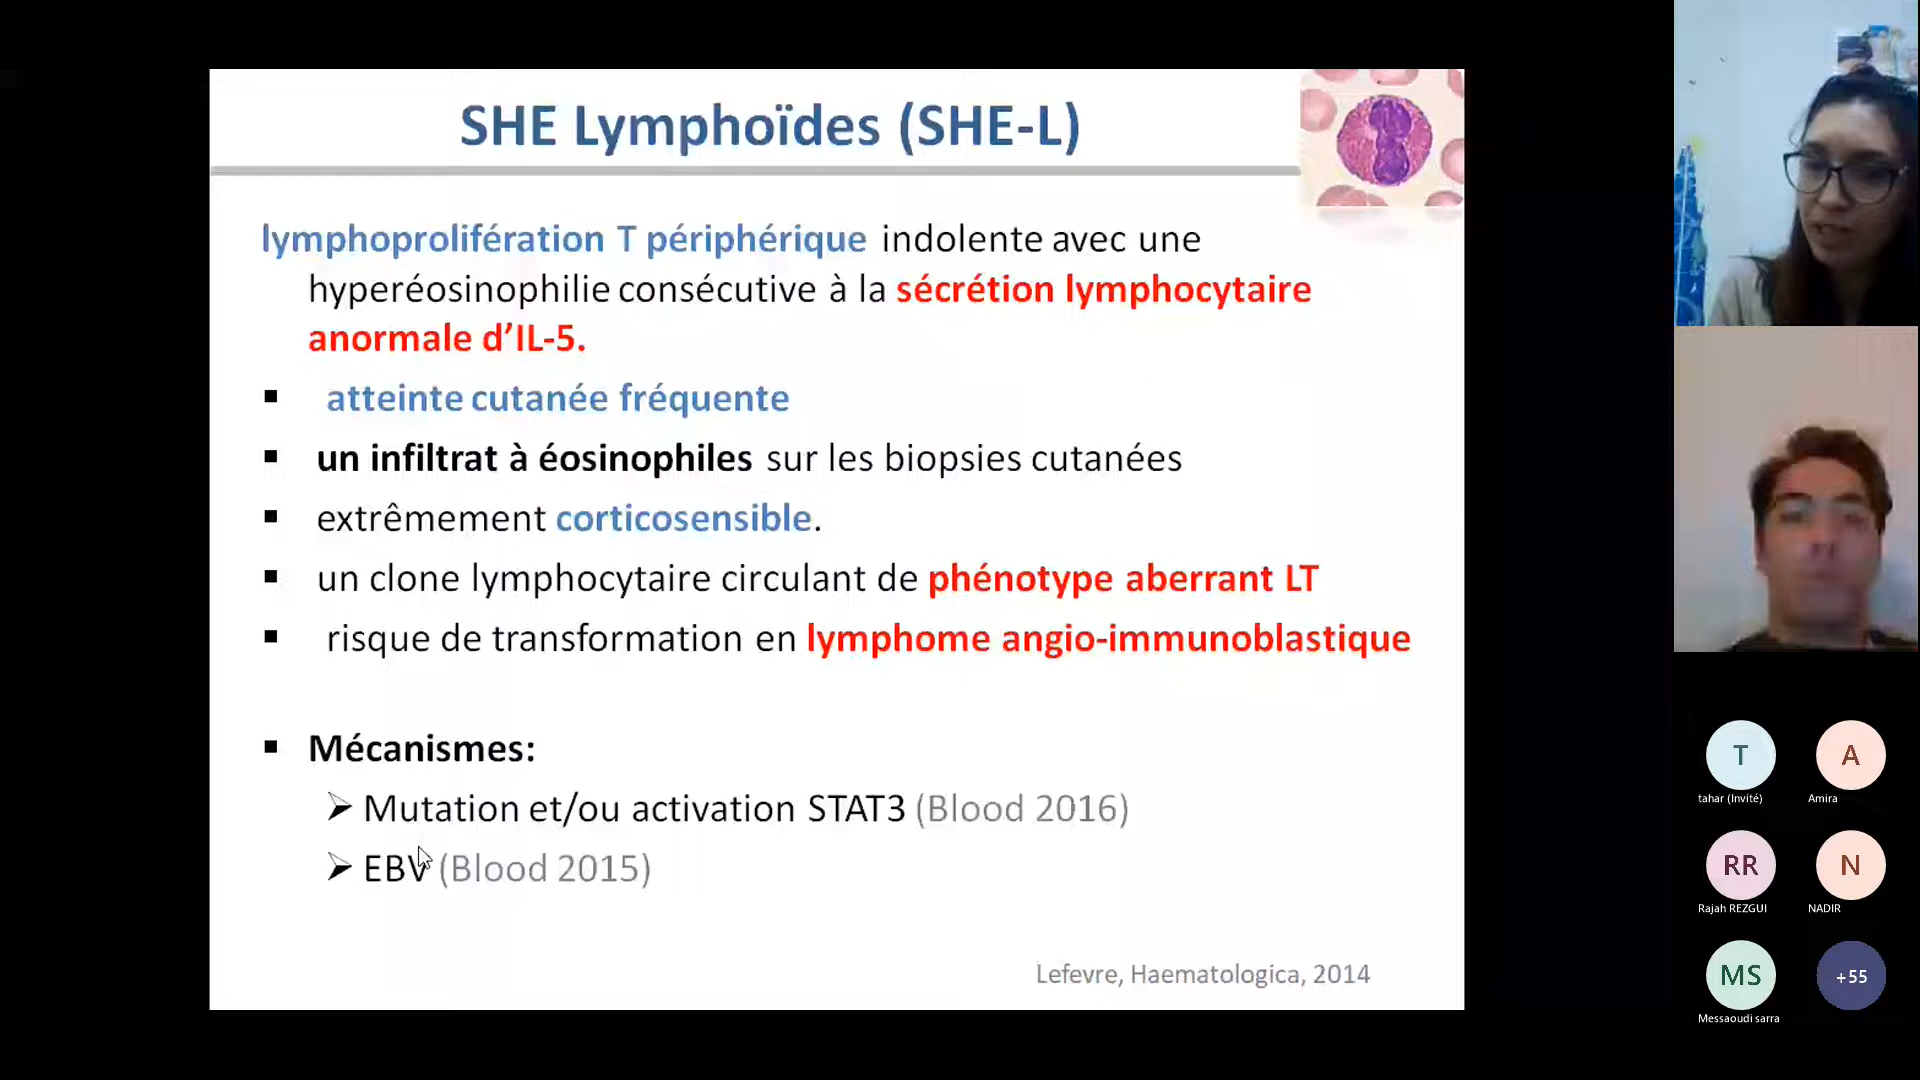 SHE Lymphoïdes (SHE-L)
lymphoprolifération T périphérique indolente avec une
hyperéosinophilie consécutive à la sécrétion lymphocytaire
anormale d’IL-5.
▪ atteinte cutanée fréquente
▪ un infiltrat à éosinophiles sur les biopsies cutanées
▪ extrêmement corticosensible.
▪ un clone lymphocytaire circulant de phénotype aberrant LT
▪ risque de transformation en lymphome angio-immunoblastique
▪ Mécanismes:
➢ Mutation et/ou activation STAT3 (Blood 2016)
➢ EBV (Blood 2015)
Lefevre, Haematologica, 2014
T
tahar (Invité)
A
Amira
RR
Rajah REZGUI
N
NADIR
MS
Messaoudi sarra
+55